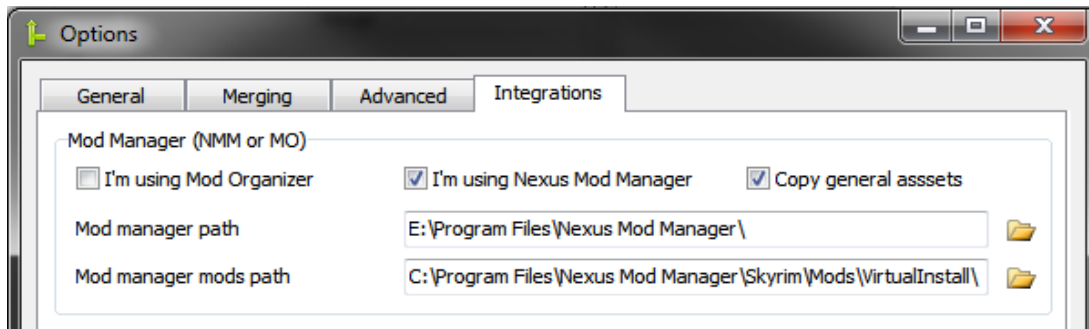 Options
General Merging Advanced Integrations
Mod Manager (NMM or MO)
I'm using Mod Organizer I'm using Nexus Mod Manager Copy general asssets
Mod manager path E:\Program Files\Nexus Mod Manager\
Mod manager mods path C:\Program Files\Nexus Mod Manager\Skyrim\Mods\VirtualInstall\